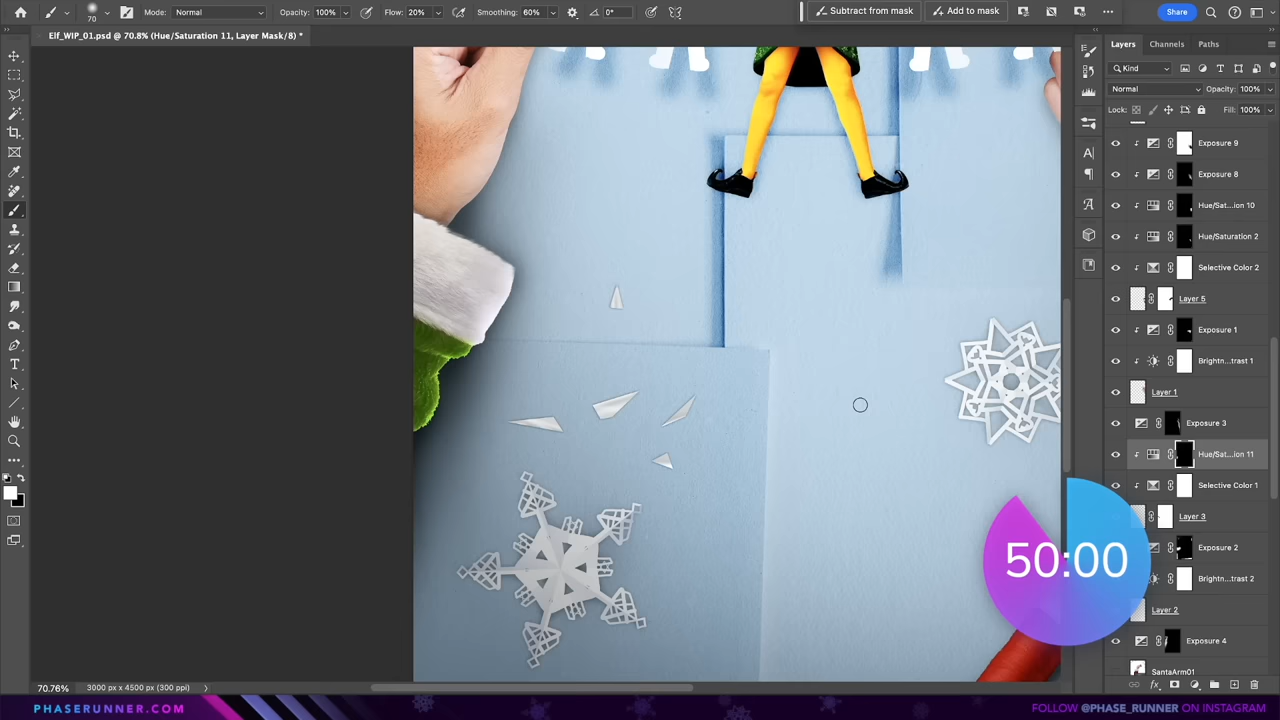 70
Mode: Normal
Opacity: 100%
Flow: 20%
Smoothing: 60%
0°
Subtract from mask
Add to mask
Share
Elf_WIP_01.psd @ 70.8% (Hue/Saturation 11, Layer Mask/8) *
Layers Channels Paths
Kind
Normal
Opacity: 100%
Lock:
Fill: 100%
Exposure 9
Exposure 8
Hue/Sat...ion 10
Hue/Saturation 2
Selective Color 2
Layer 5
Exposure 1
Brightn...trast 1
Layer 1
Exposure 3
Hue/Sat...ion 11
Selective Color 1
Layer 3
Exposure 2
Brightn...trast 2
Layer 2
Exposure 4
SantaArm01
50:00
70.76%
3000 px x 4500 px (300 ppi)
PHASERUNNER.COM
FOLLOW @PHASE_RUNNER ON INSTAGRAM